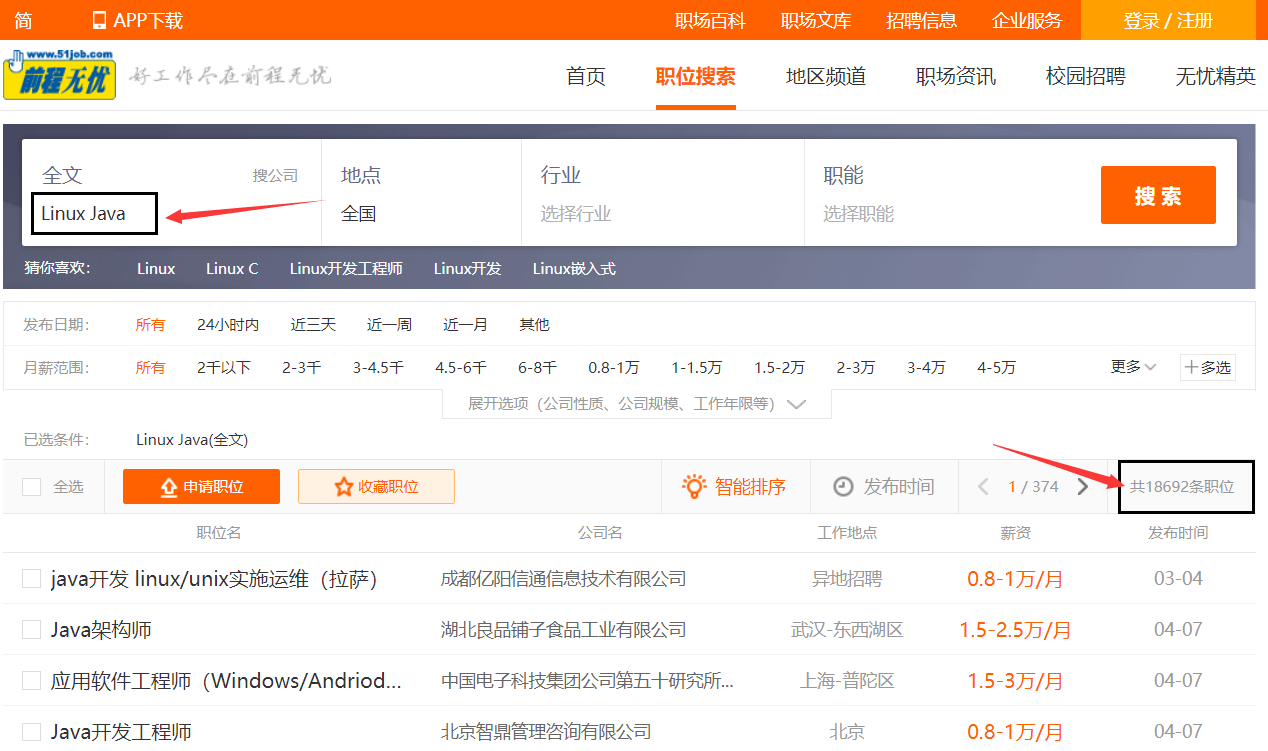 简 APP下载 职场百科 职场文库 招聘信息 企业服务 登录 / 注册
www.51job.com
前程无忧 好工作尽在前程无忧 首页 职位搜索 地区频道 职场资讯 校园招聘 无忧精英
全文 搜公司 地点 行业 职能
Linux Java 全国 选择行业 选择职能 搜 索
猜你喜欢: Linux Linux C Linux开发工程师 Linux开发 Linux嵌入式
发布日期: 所有 24小时内 近三天 近一周 近一月 其他
月薪范围: 所有 2千以下 2-3千 3-4.5千 4.5-6千 6-8千 0.8-1万 1-1.5万 1.5-2万 2-3万 3-4万 4-5万 更多 多选
展开选项（公司性质、公司规模、工作年限等）
已选条件: Linux Java(全文)
全选 申请职位 收藏职位 智能排序 发布时间 1 / 374 共18692条职位
职位名 公司名 工作地点 薪资 发布时间
java开发 linux/unix实施运维（拉萨） 成都亿阳信通信息技术有限公司 异地招聘 0.8-1万/月 03-04
Java架构师 湖北良品铺子食品工业有限公司 武汉-东西湖区 1.5-2.5万/月 04-07
应用软件工程师（Windows/Andriod... 中国电子科技集团公司第五十研究所... 上海-普陀区 1.5-3万/月 04-07
Java开发工程师 北京智鼎管理咨询有限公司 北京 0.8-1万/月 04-07